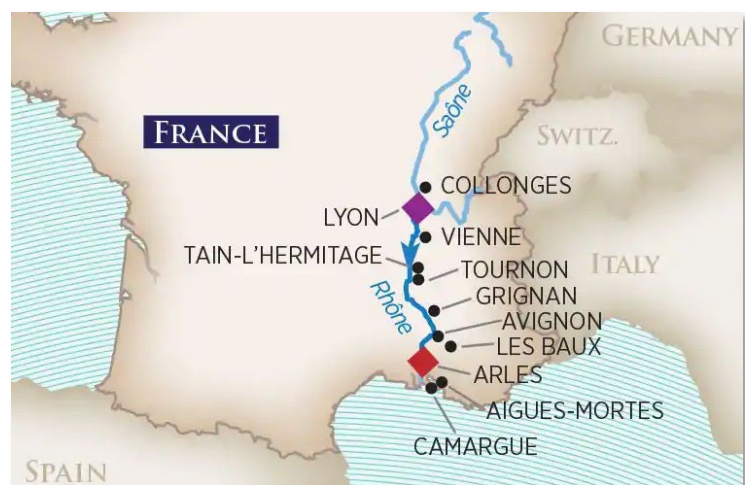 GERMANY
FRANCE
Saône
SWITZ.
COLLONGES
LYON
VIENNE
TAIN-L'HERMITAGE
TOURNON
ITALY
Rhône
GRIGNAN
AVIGNON
LES BAUX
ARLES
AIGUES-MORTES
CAMARGUE
SPAIN